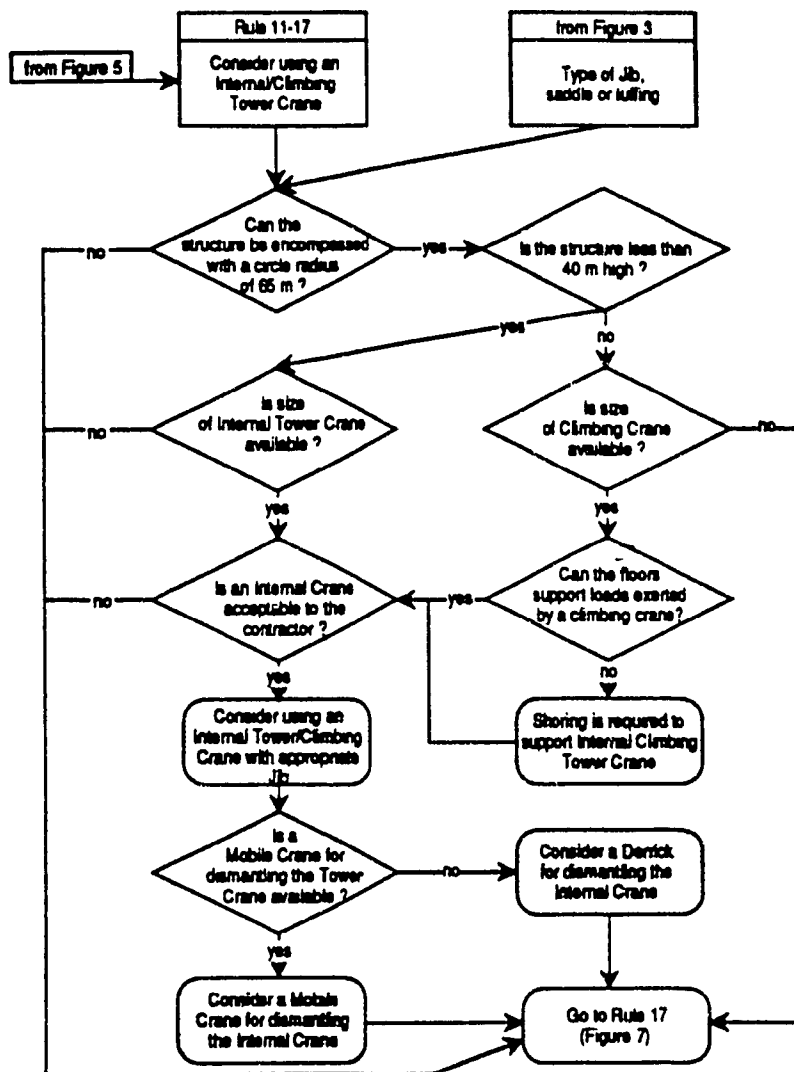 Rule 11-17
from Figure 3
from Figure 5
Consider using an
Internal/Climbing
Tower Crane
Type of Jib,
saddle or luffing
Can the
structure be encompassed
with a circle radius
of 65 m ?
no
yes
Is the structure less than
40 m high ?
yes
no
Is size
of Internal Tower Crane
available ?
no
Is size
of Climbing Crane
available ?
no
yes
yes
Is an Internal Crane
acceptable to the
contractor ?
no
yes
Can the floors
support loads exerted
by a climbing crane?
yes
no
Consider using an
Internal Tower/Climbing
Crane with appropriate
Jib
Shoring is required to
support Internal Climbing
Tower Crane
Is a
Mobile Crane for
dismantling the Tower
Crane available ?
no
Consider a Derrick
for dismantling the
Internal Crane
yes
Consider a Mobile
Crane for dismantling
the Internal Crane
Go to Rule 17
(Figure 7)